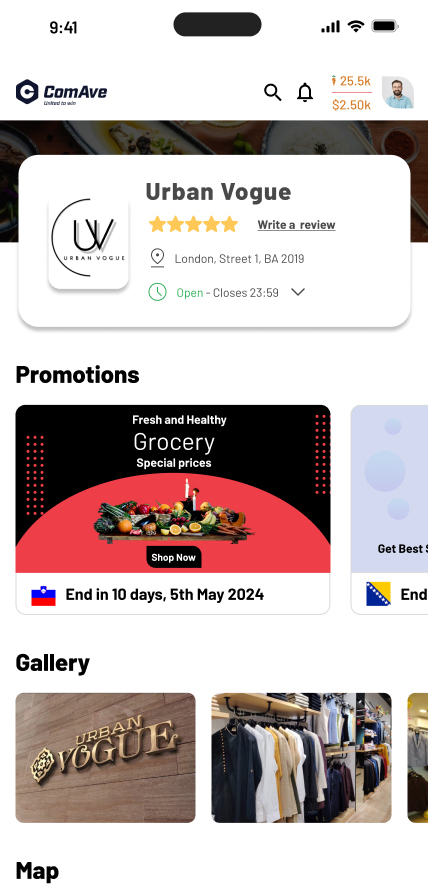 9:41
ComAve
United to win
25.5k
$2.50k
Urban Vogue
Write a review
UV
URBAN VOGUE
London, Street 1, BA 2019
Open - Closes 23:59
Promotions
Fresh and Healthy
Grocery
Special prices
Shop Now
Get Best S
End in 10 days, 5th May 2024
End
Gallery
URBAN
VOGUE
Map